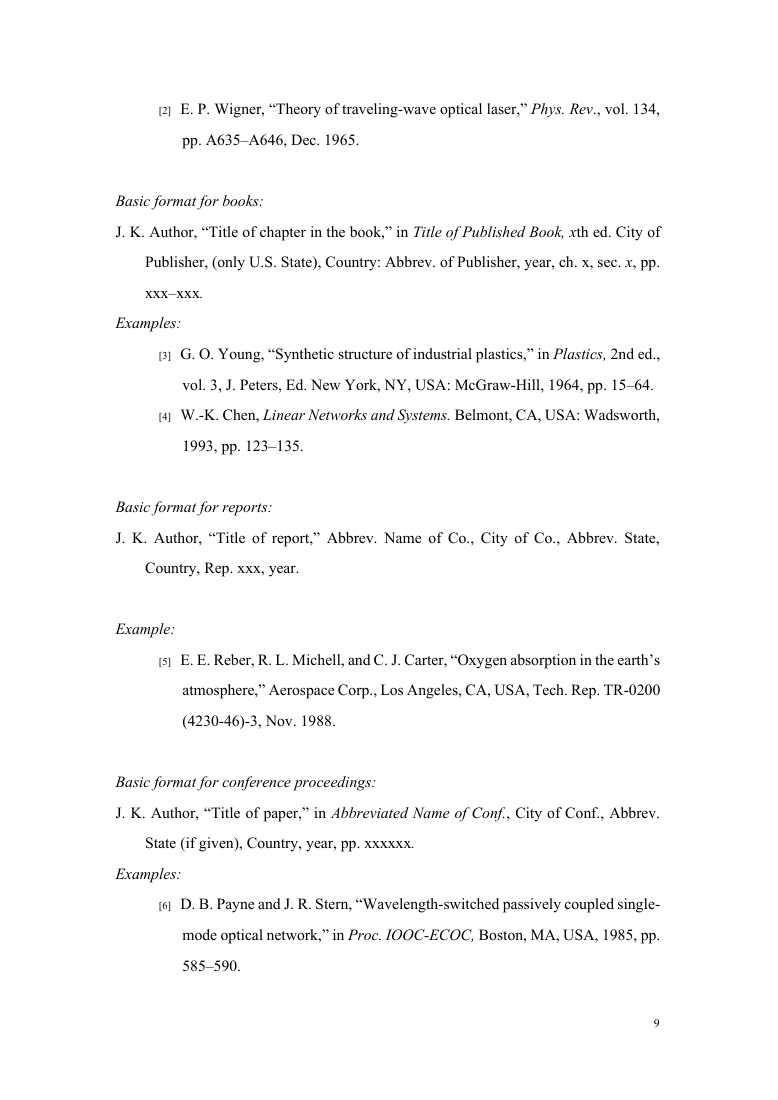 [2] E. P. Wigner, “Theory of traveling-wave optical laser,” Phys. Rev., vol. 134,
pp. A635–A646, Dec. 1965.
Basic format for books:
J. K. Author, “Title of chapter in the book,” in Title of Published Book, xth ed. City of
Publisher, (only U.S. State), Country: Abbrev. of Publisher, year, ch. x, sec. x, pp.
xxx–xxx.
Examples:
[3] G. O. Young, “Synthetic structure of industrial plastics,” in Plastics, 2nd ed.,
vol. 3, J. Peters, Ed. New York, NY, USA: McGraw-Hill, 1964, pp. 15–64.
[4] W.-K. Chen, Linear Networks and Systems. Belmont, CA, USA: Wadsworth,
1993, pp. 123–135.
Basic format for reports:
J. K. Author, “Title of report,” Abbrev. Name of Co., City of Co., Abbrev. State,
Country, Rep. xxx, year.
Example:
[5] E. E. Reber, R. L. Michell, and C. J. Carter, “Oxygen absorption in the earth’s
atmosphere,” Aerospace Corp., Los Angeles, CA, USA, Tech. Rep. TR-0200
(4230-46)-3, Nov. 1988.
Basic format for conference proceedings:
J. K. Author, “Title of paper,” in Abbreviated Name of Conf., City of Conf., Abbrev.
State (if given), Country, year, pp. xxxxxx.
Examples:
[6] D. B. Payne and J. R. Stern, “Wavelength-switched passively coupled single-
mode optical network,” in Proc. IOOC-ECOC, Boston, MA, USA, 1985, pp.
585–590.
9